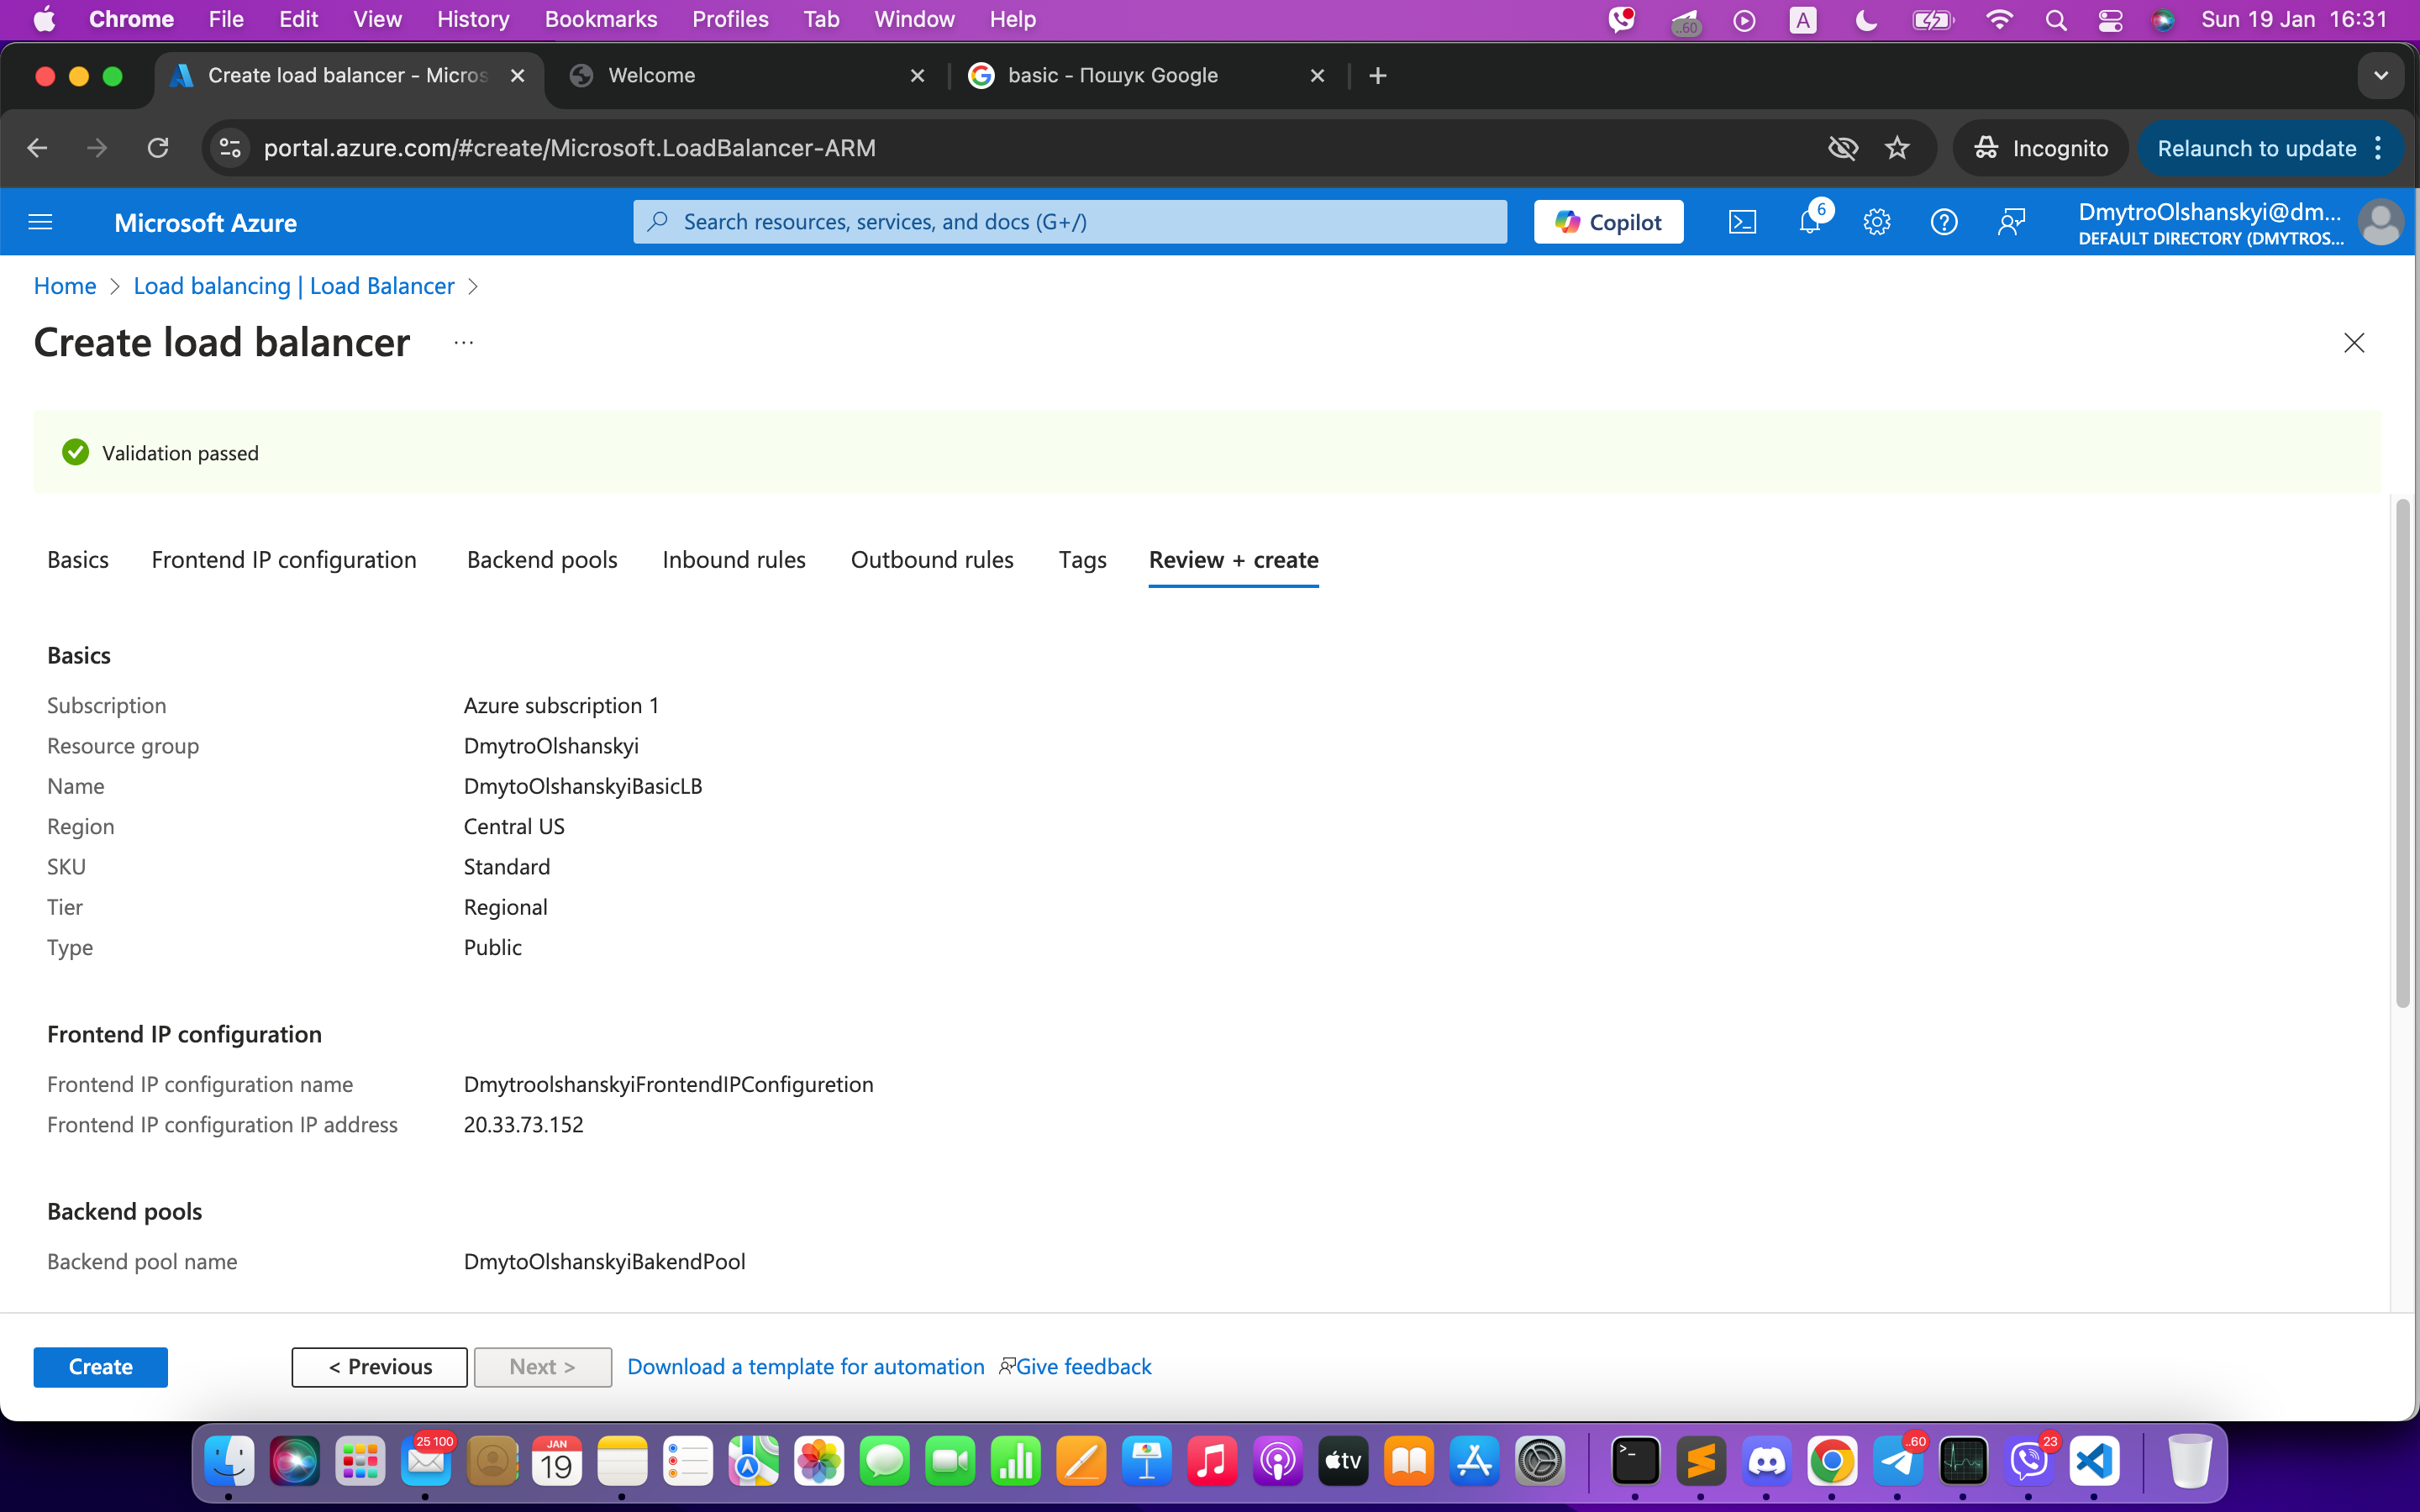 Chrome File Edit View History Bookmarks Profiles Tab Window Help ..60 A Sun 19 Jan 16:31
Create load balancer - Micros Welcome basic - Пошук Google
portal.azure.com/#create/Microsoft.LoadBalancer-ARM Incognito Relaunch to update
Microsoft Azure Search resources, services, and docs (G+/) Copilot 6 DmytroOlshanskyi@dm...
DEFAULT DIRECTORY (DMYTROS...
Home > Load balancing | Load Balancer >
Create load balancer ...
Validation passed
Basics Frontend IP configuration Backend pools Inbound rules Outbound rules Tags Review + create
Basics
Subscription Azure subscription 1
Resource group DmytroOlshanskyi
Name DmytoOlshanskyiBasicLB
Region Central US
SKU Standard
Tier Regional
Type Public
Frontend IP configuration
Frontend IP configuration name DmytroolshanskyiFrontendIPConfiguretion
Frontend IP configuration IP address 20.33.73.152
Backend pools
Backend pool name DmytoOlshanskyiBakendPool
Create < Previous Next > Download a template for automation Give feedback
25 100 JAN 19 tv ..60 23